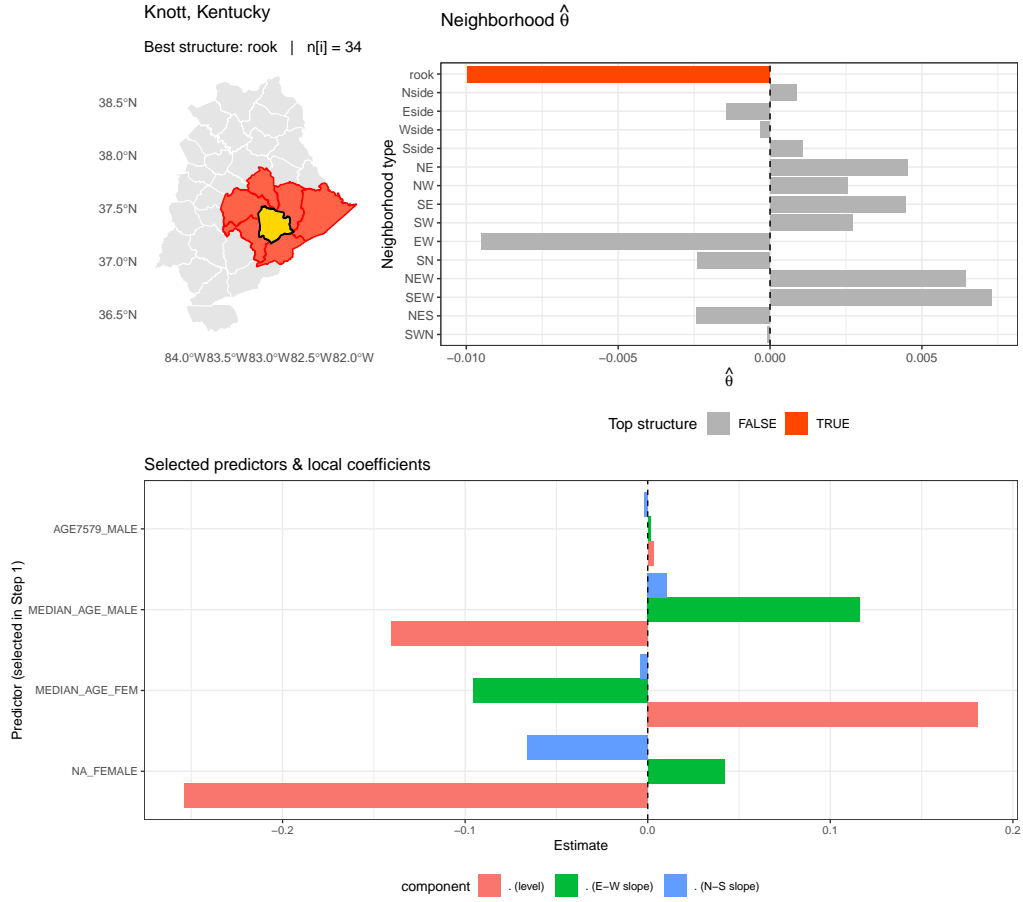 Knott, Kentucky
Best structure: rook | n[i] = 34
38.5°N
38.0°N
37.5°N
37.0°N
36.5°N
84.0°W83.5°W83.0°W82.5°W82.0°W
Neighborhood θ̂
Neighborhood type
rook
Nside
Eside
Wside
Sside
NE
NW
SE
SW
EW
SN
NEW
SEW
NES
SWN
−0.010 −0.005 0.000 0.005
θ̂
Top structure FALSE TRUE
Selected predictors & local coefficients
Predictor (selected in Step 1)
AGE7579_MALE
MEDIAN_AGE_MALE
MEDIAN_AGE_FEM
NA_FEMALE
−0.2 −0.1 0.0 0.1 0.2
Estimate
component . (level) . (E−W slope) . (N−S slope)